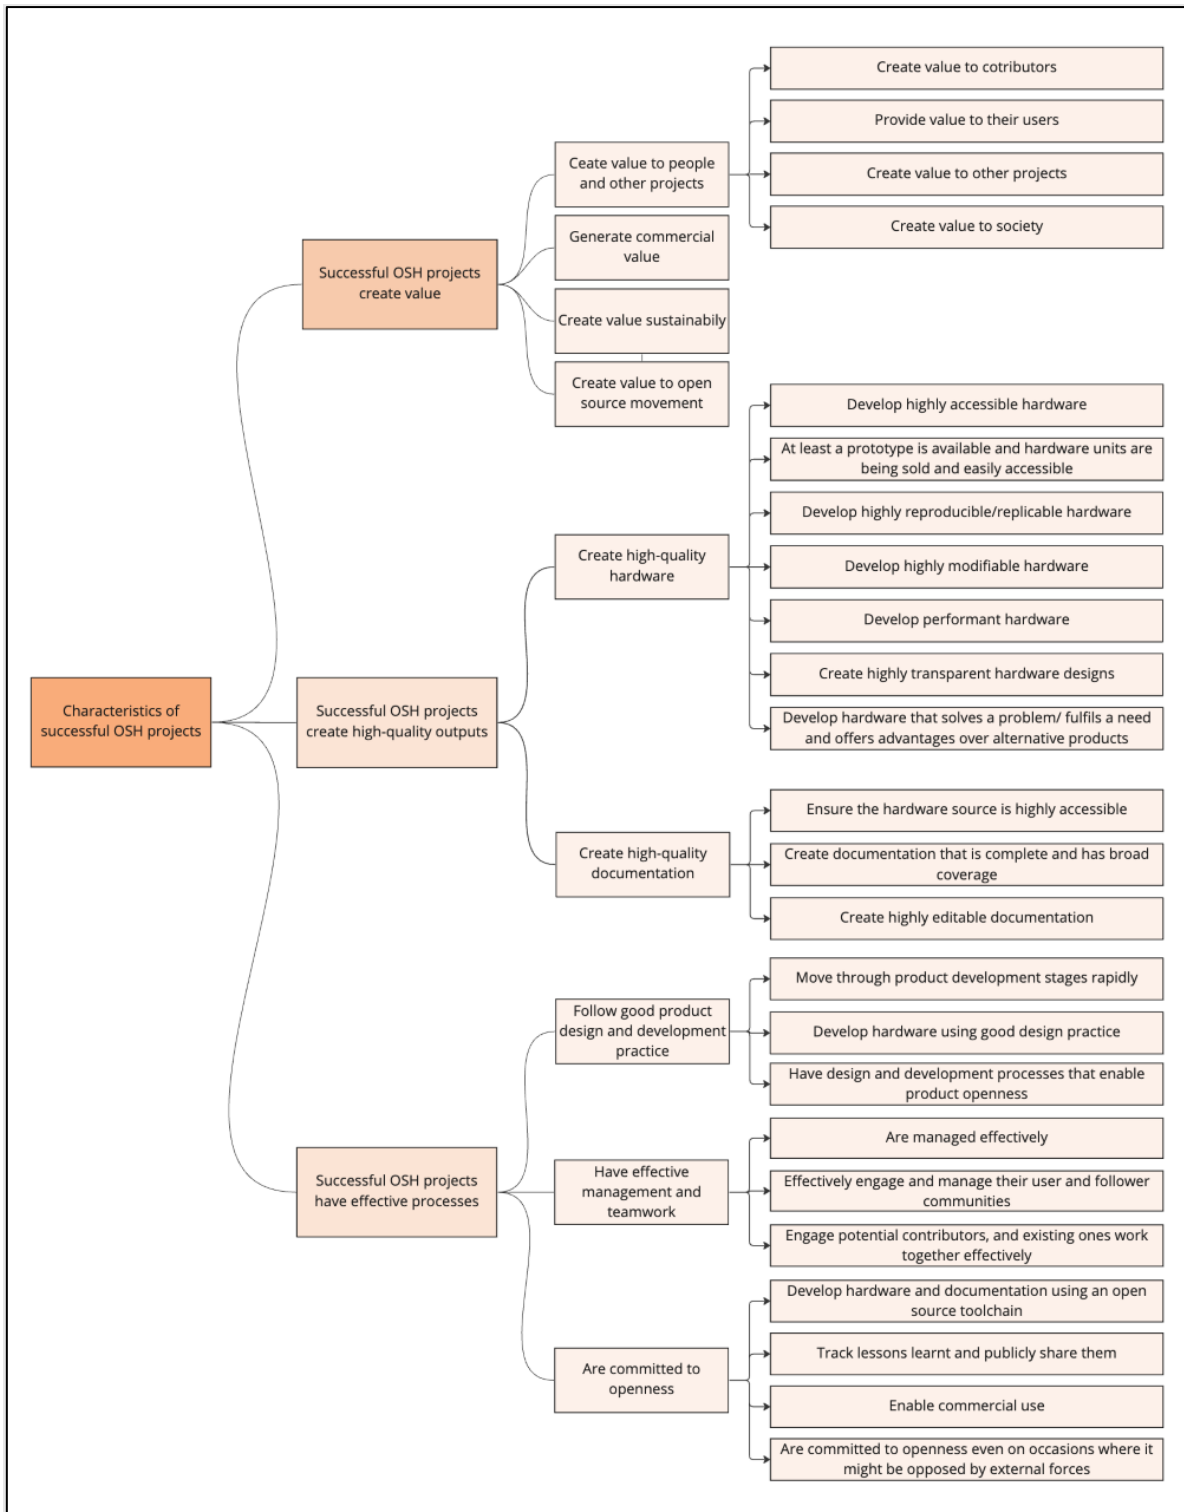 Characteristics of
successful OSH projects
Successful OSH projects
create value
Ceate value to people
and other projects
Create value to cotributors
Provide value to their users
Create value to other projects
Create value to society
Generate commercial
value
Create value sustainabily
Create value to open
source movement
Successful OSH projects
create high-quality outputs
Create high-quality
hardware
Develop highly accessible hardware
At least a prototype is available and hardware units are
being sold and easily accessible
Develop highly reproducible/replicable hardware
Develop highly modifiable hardware
Develop performant hardware
Create highly transparent hardware designs
Develop hardware that solves a problem/ fulfils a need
and offers advantages over alternative products
Create high-quality
documentation
Ensure the hardware source is highly accessible
Create documentation that is complete and has broad
coverage
Create highly editable documentation
Successful OSH projects
have effective processes
Follow good product
design and development
practice
Move through product development stages rapidly
Develop hardware using good design practice
Have design and development processes that enable
product openness
Have effective
management and
teamwork
Are managed effectively
Effectively engage and manage their user and follower
communities
Engage potential contributors, and existing ones work
together effectively
Are committed to
openness
Develop hardware and documentation using an open
source toolchain
Track lessons learnt and publicly share them
Enable commercial use
Are committed to openness even on occasions where it
might be opposed by external forces